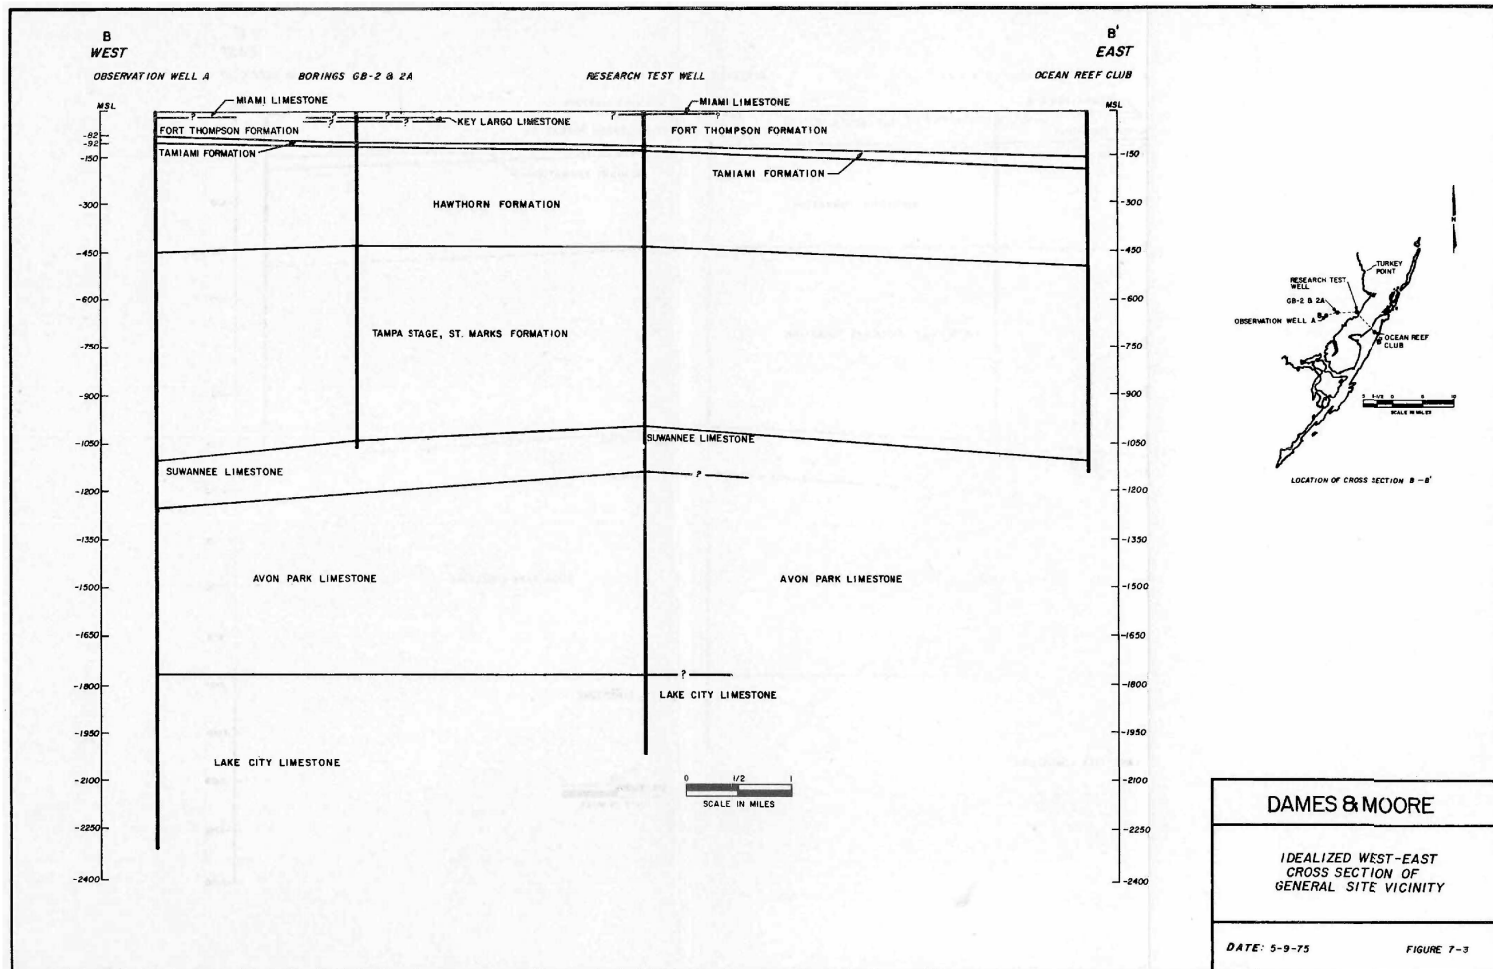 B
WEST
B'
EAST
OBSERVATION WELL A
BORINGS GB-2 & 2A
RESEARCH TEST WELL
OCEAN REEF CLUB
MSL
MSL
MIAMI LIMESTONE
MIAMI LIMESTONE
?
?
?
?
?
?
KEY LARGO LIMESTONE
?
?
FORT THOMPSON FORMATION
FORT THOMPSON FORMATION
-82
-92
TAMIAMI FORMATION
-150
-150
TAMIAMI FORMATION
-300
HAWTHORN FORMATION
-300
-450
-450
-600
-600
TAMPA STAGE, ST. MARKS FORMATION
-750
-750
-900
-900
-1050
SUWANNEE LIMESTONE
-1050
SUWANNEE LIMESTONE
?
-1200
-1200
-1350
-1350
AVON PARK LIMESTONE
AVON PARK LIMESTONE
-1500
-1500
-1650
-1650
?
-1800
LAKE CITY LIMESTONE
-1800
-1950
-1950
LAKE CITY LIMESTONE
-2100
-2100
-2250
-2250
-2400
-2400
0 1/2 1
SCALE IN MILES
N
TURKEY
POINT
RESEARCH TEST
WELL
GB-2 & 2A
B
OBSERVATION WELL A
OCEAN REEF
CLUB
B'
5 2-1/2 0 5 10
SCALE IN MILES
LOCATION OF CROSS SECTION B-B'
DAMES & MOORE
IDEALIZED WEST-EAST
CROSS SECTION OF
GENERAL SITE VICINITY
DATE: 5-9-75
FIGURE 7-3